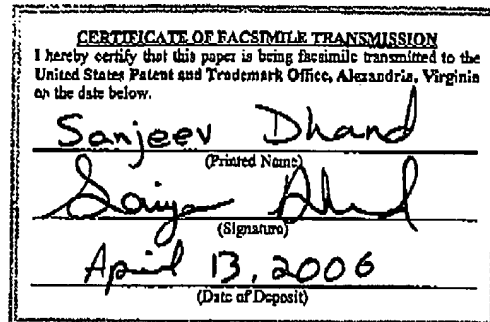 CERTIFICATE OF FACSIMILE TRANSMISSION
I hereby certify that this paper is being facsimile transmitted to the
United States Patent and Trademark Office, Alexandria, Virginia
on the date below.
Sanjeev Dhand
(Printed Name)
(Signature)
April 13, 2006
(Date of Deposit)